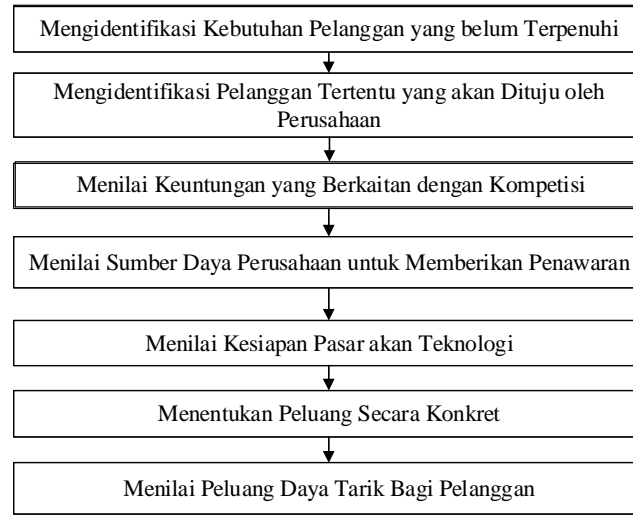 Mengidentifikasi Kebutuhan Pelanggan yang belum Terpenuhi
Mengidentifikasi Pelanggan Tertentu yang akan Dituju oleh
Perusahaan
Menilai Keuntungan yang Berkaitan dengan Kompetisi
Menilai Sumber Daya Perusahaan untuk Memberikan Penawaran
Menilai Kesiapan Pasar akan Teknologi
Menentukan Peluang Secara Konkret
Menilai Peluang Daya Tarik Bagi Pelanggan